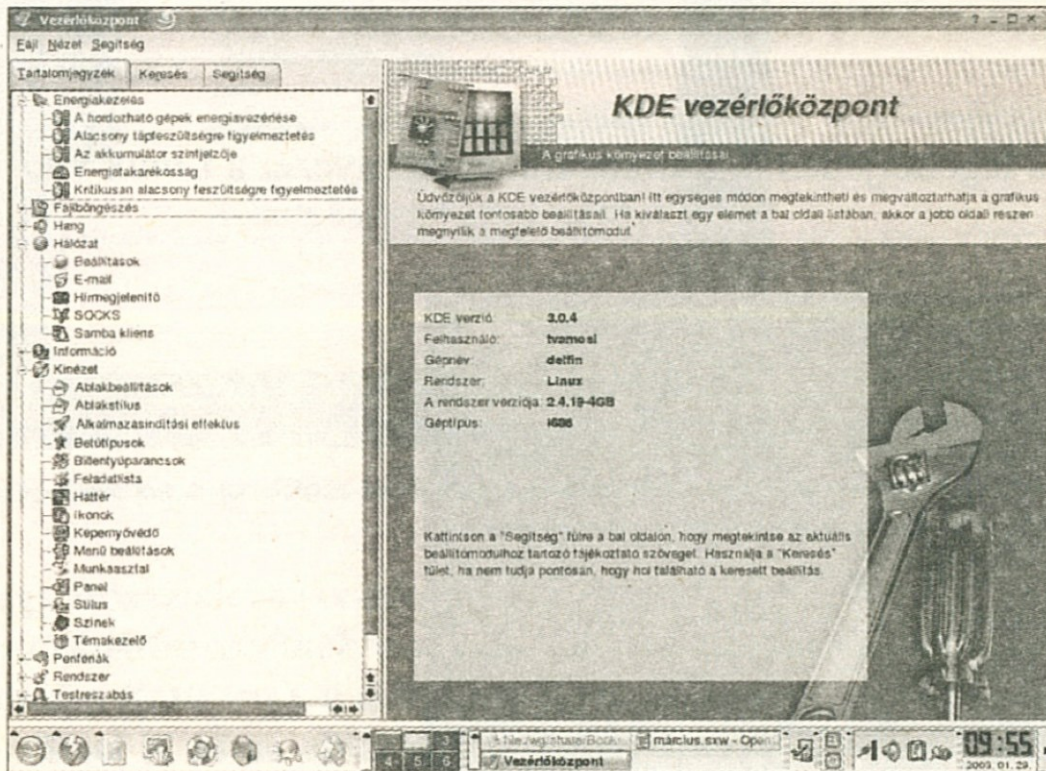 Vezérlőközpont
Fájl Nézet Segítség
Tartalomjegyzék Keresés Segítség
Energiakezelés
A hordozható gépek energiavezérlése
Alacsony tápfeszültségre figyelmeztetés
Az akkumulátor szintjelzője
Energiatakarékosság
Kritikusan alacsony feszültségre figyelmeztetés
Fájlböngészés
Hang
Hálózat
Beállítások
E-mail
Hírmegjelenítő
SOCKS
Samba kliens
Információ
Kinézet
Ablakbeállítások
Ablakstílus
Alkalmazásindítási effektus
Betűtípusok
Billentyűparancsok
Feladatlista
Háttér
Ikonok
Képernyővédő
Menü beállítások
Munkaasztal
Panel
Stílus
Színek
Témakezelő
Perifériák
Rendszer
Testreszabás
KDE vezérlőközpont
A grafikus környezet beállításai
Üdvözöljük a KDE vezérlőközpontban! Itt egységes módon megtekintheti és megváltoztathatja a grafikus
környezet fontosabb beállításait. Ha kiválaszt egy elemet a bal oldali listában, akkor a jobb oldali részen
megnyílik a megfelelő beállítómodul.
KDE verzió: 3.0.4
Felhasználó: tvamosi
Gépnév: delfin
Rendszer: Linux
A rendszer verziója: 2.4.19-4GB
Géptípus: i686
Kattintson a "Segítség" fülre a bal oldalon, hogy megtekintse az aktuális
beállítómodulhoz tartozó tájékoztató szöveget. Használja a "Keresés"
fület, ha nem tudja pontosan, hogy hol található a keresett beállítás.
3
4 5 6
március.sxw - Open
Vezérlőközpont
09:55
2003. 01. 29.